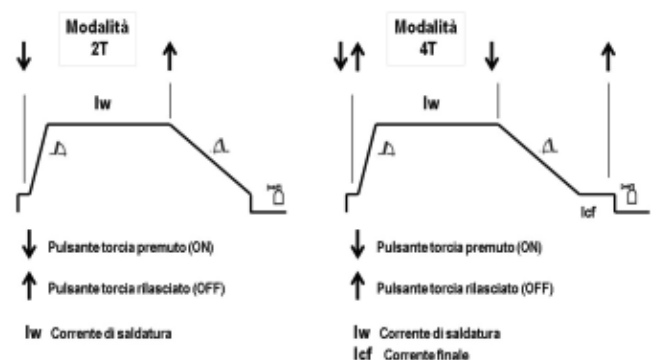 Modalità
2T
Iw
Pulsante torcia premuto (ON)
Pulsante torcia rilasciato (OFF)
Iw Corrente di saldatura
Modalità
4T
Iw
Icf
Pulsante torcia premuto (ON)
Pulsante torcia rilasciato (OFF)
Iw Corrente di saldatura
Icf Corrente finale